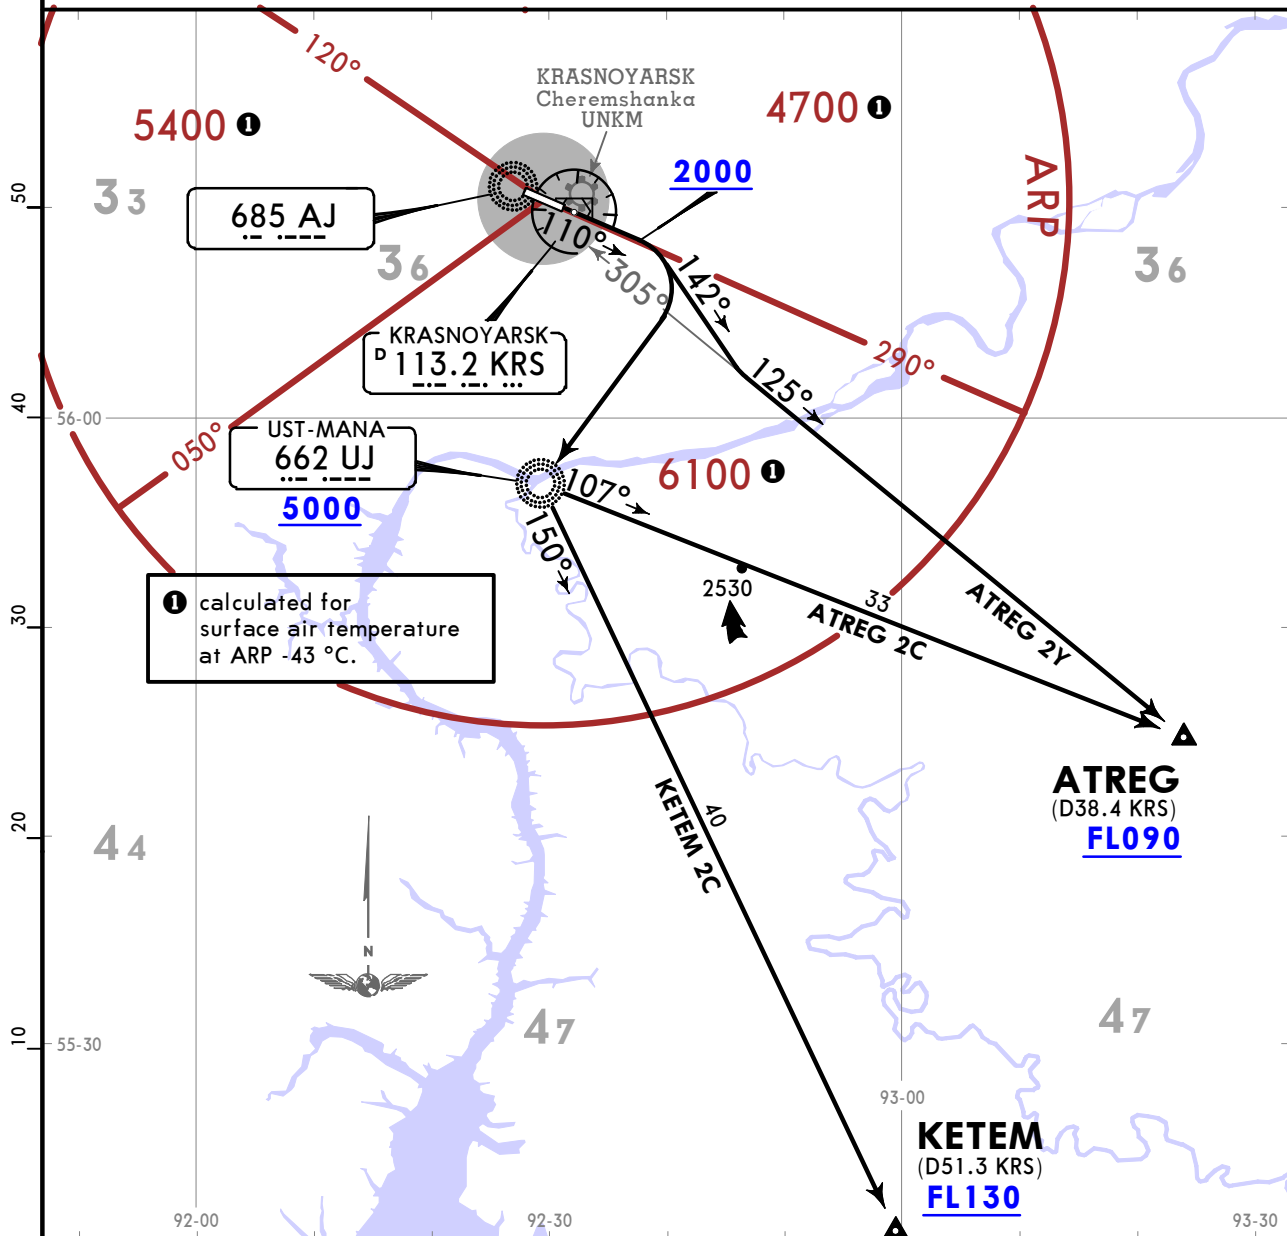 120°
KRASNOYARSK
Cheremshanka
UNKM
5400 ❶
4700 ❶
2000
ARP
50
33
685 AJ
110°
36
36
305°
142°
KRASNOYARSK
D 113.2 KRS
290°
125°
40
56-00
050°
UST-MANA
662 UJ
5000
6100 ❶
107°
150°
2530
❶ calculated for
surface air temperature
at ARP -43 °C.
33
ATREG 2C
ATREG 2Y
30
ATREG
(D38.4 KRS)
FL090
20
44
40
KETEM 2C
N
47
47
10
55-30
93-00
KETEM
(D51.3 KRS)
FL130
92-00
92-30
93-30